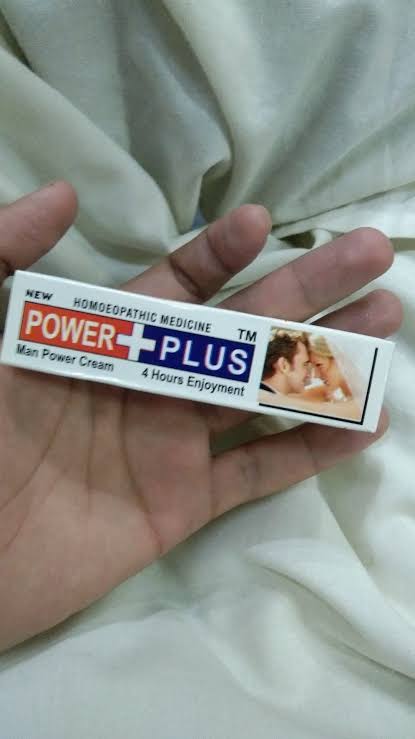 NEW
HOMOEOPATHIC MEDICINE
POWER PLUS TM
Man Power Cream 4 Hours Enjoyment